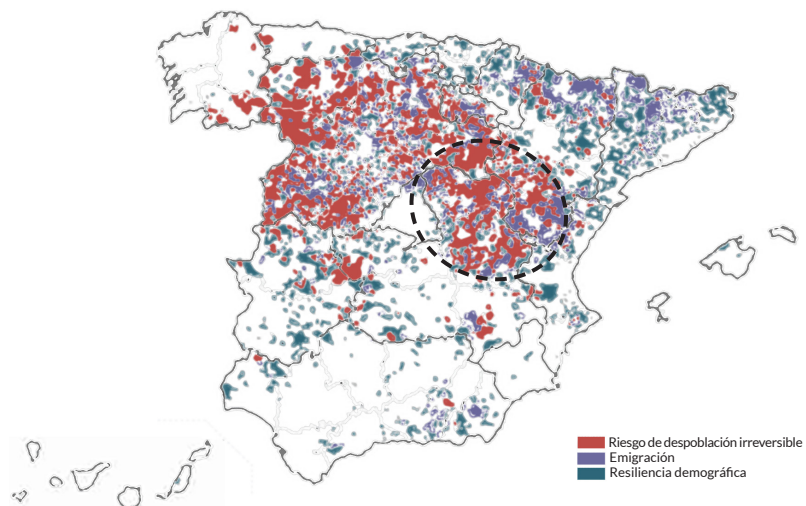 Riesgo de despoblación irreversible
Emigración
Resiliencia demográfica